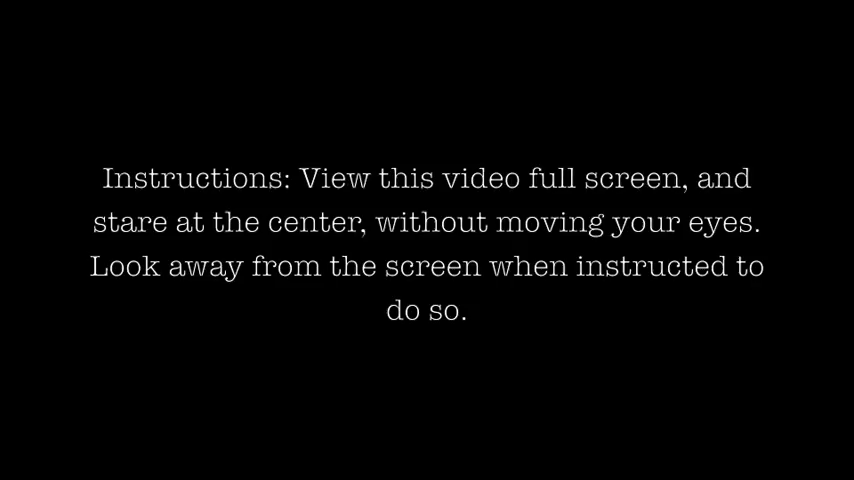 Instructions: View this video full screen, and
stare at the center, without moving your eyes.
Look away from the screen when instructed to
do so.